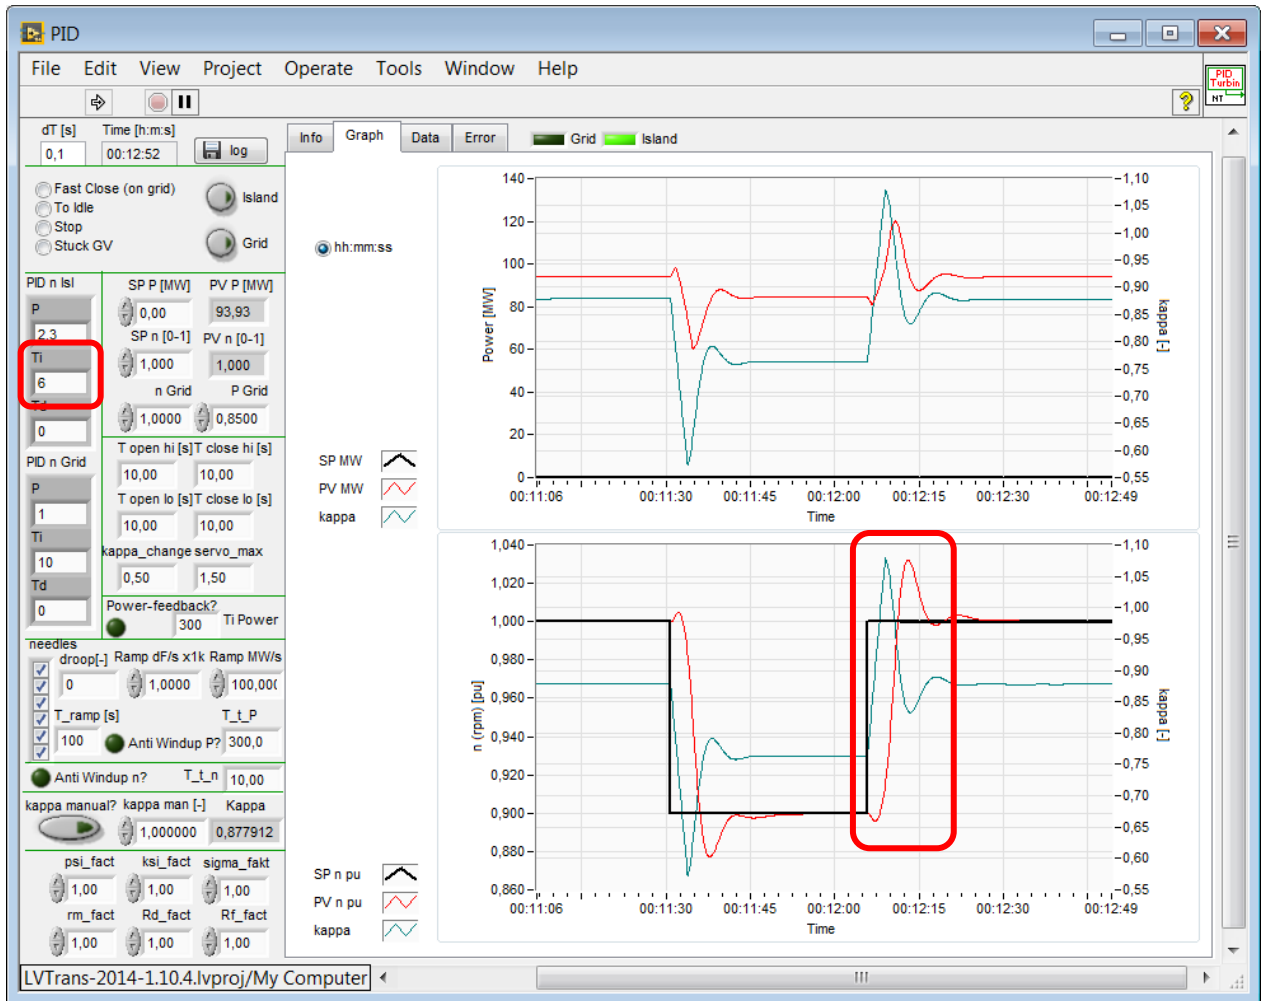 PID
File Edit View Project Operate Tools Window Help
PID
Turbin
NT
dT [s] Time [h:m:s]
0,1 00:12:52 log
Info Graph Data Error Grid Island
Fast Close (on grid)
To Idle
Stop
Stuck GV
Island
Grid
hh:mm:ss
PID n Isl
P
2,3
Ti
6
Td
0
SP P [MW] PV P [MW]
0,00 93,93
SP n [0-1] PV n [0-1]
1,000 1,000
n Grid P Grid
1,0000 0,8500
T open hi [s] T close hi [s]
10,00 10,00
T open lo [s] T close lo [s]
10,00 10,00
PID n Grid
P
1
Ti
10
Td
0
kappa_change servo_max
0,50 1,50
Power-feedback?
300 Ti Power
needles
droop[-] Ramp dF/s x1k Ramp MW/s
0 1,0000 100,00
T_ramp [s] T_t_P
100 Anti Windup P? 300,0
Anti Windup n? T_t_n 10,00
kappa manual? kappa man [-] Kappa
1,000000 0,877912
psi_fact ksi_fact sigma_fakt
1,00 1,00 1,00
rm_fact Rd_fact Rf_fact
1,00 1,00 1,00
140
120
100
80
60
40
20
0
Power [MW]
1,10
1,05
1,00
0,95
0,90
0,85
0,80
0,75
0,70
0,65
0,60
0,55
kappa [-]
00:11:06 00:11:30 00:11:45 00:12:00 00:12:15 00:12:30 00:12:49
Time
SP MW
PV MW
kappa
1,040
1,020
1,000
0,980
0,960
0,940
0,920
0,900
0,880
0,860
n (rpm) [pu]
1,10
1,05
1,00
0,95
0,90
0,85
0,80
0,75
0,70
0,65
0,60
0,55
kappa [-]
00:11:06 00:11:30 00:11:45 00:12:00 00:12:15 00:12:30 00:12:49
Time
SP n pu
PV n pu
kappa
LVTrans-2014-1.10.4.lvproj/My Computer